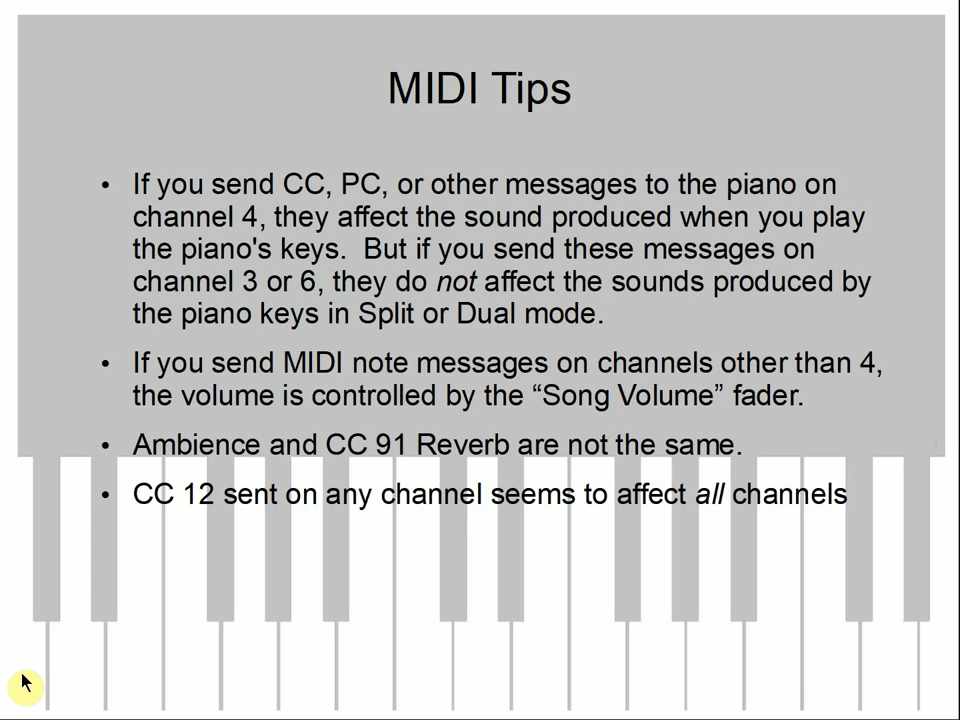 MIDI Tips
• If you send CC, PC, or other messages to the piano on
channel 4, they affect the sound produced when you play
the piano's keys.  But if you send these messages on
channel 3 or 6, they do not affect the sounds produced by
the piano keys in Split or Dual mode.
• If you send MIDI note messages on channels other than 4,
the volume is controlled by the “Song Volume” fader.
• Ambience and CC 91 Reverb are not the same.
• CC 12 sent on any channel seems to affect all channels